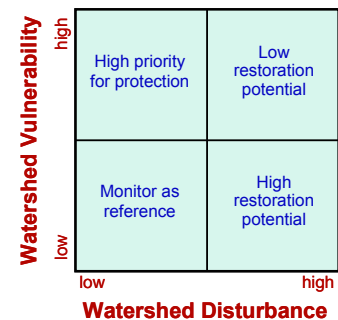 Watershed Vulnerability
high
low
High priority
for protection
Low
restoration
potential
Monitor as
reference
High
restoration
potential
low
high
Watershed Disturbance